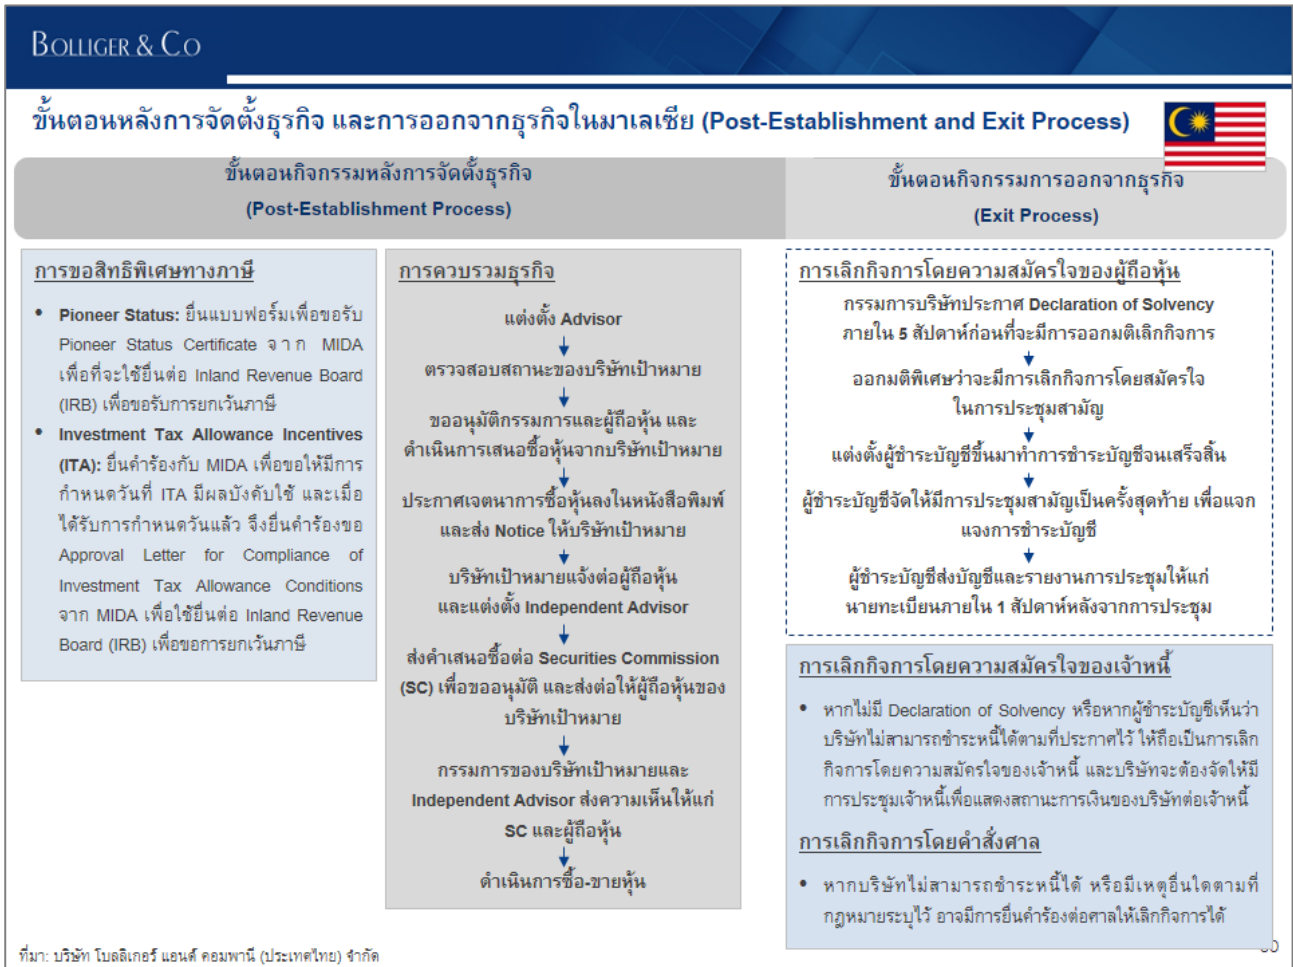 BOLLIGER & CO
ขั้นตอนหลังการจัดตั้งธุรกิจ และการออกจากธุรกิจในมาเลเซีย (Post-Establishment and Exit Process)
ขั้นตอนกิจกรรมหลังการจัดตั้งธุรกิจ
(Post-Establishment Process)
ขั้นตอนกิจกรรมการออกจากธุรกิจ
(Exit Process)
การขอสิทธิพิเศษทางภาษี
• Pioneer Status: ยื่นแบบฟอร์มเพื่อขอรับ
Pioneer Status Certificate จาก MIDA
เพื่อที่จะใช้ยื่นต่อ Inland Revenue Board
(IRB) เพื่อขอรับการยกเว้นภาษี
• Investment Tax Allowance Incentives
(ITA): ยื่นคำร้องกับ MIDA เพื่อขอให้มีการ
กำหนดวันที่ ITA มีผลบังคับใช้ และเมื่อ
ได้รับการกำหนดวันแล้ว จึงยื่นคำร้องขอ
Approval Letter for Compliance of
Investment Tax Allowance Conditions
จาก MIDA เพื่อใช้ยื่นต่อ Inland Revenue
Board (IRB) เพื่อขอการยกเว้นภาษี
การควบรวมธุรกิจ
แต่งตั้ง Advisor
ตรวจสอบสถานะของบริษัทเป้าหมาย
ขออนุมัติกรรมการและผู้ถือหุ้น และ
ดำเนินการเสนอซื้อหุ้นจากบริษัทเป้าหมาย
ประกาศเจตนาการซื้อหุ้นลงในหนังสือพิมพ์
และส่ง Notice ให้บริษัทเป้าหมาย
บริษัทเป้าหมายแจ้งต่อผู้ถือหุ้น
และแต่งตั้ง Independent Advisor
ส่งคำเสนอซื้อต่อ Securities Commission
(SC) เพื่อขออนุมัติ และส่งต่อให้ผู้ถือหุ้นของ
บริษัทเป้าหมาย
กรรมการของบริษัทเป้าหมายและ
Independent Advisor ส่งความเห็นให้แก่
SC และผู้ถือหุ้น
ดำเนินการซื้อ-ขายหุ้น
การเลิกกิจการโดยความสมัครใจของผู้ถือหุ้น
กรรมการบริษัทประกาศ Declaration of Solvency
ภายใน 5 สัปดาห์ก่อนที่จะมีการออกมติเลิกกิจการ
ออกมติพิเศษว่าจะมีการเลิกกิจการโดยสมัครใจ
ในการประชุมสามัญ
แต่งตั้งผู้ชำระบัญชีขึ้นมาทำการชำระบัญชีจนเสร็จสิ้น
ผู้ชำระบัญชีจัดให้มีการประชุมสามัญเป็นครั้งสุดท้าย เพื่อแจก
แจงการชำระบัญชี
ผู้ชำระบัญชีส่งบัญชีและรายงานการประชุมให้แก่
นายทะเบียนภายใน 1 สัปดาห์หลังจากการประชุม
การเลิกกิจการโดยความสมัครใจของเจ้าหนี้
• หากไม่มี Declaration of Solvency หรือหากผู้ชำระบัญชีเห็นว่า
บริษัทไม่สามารถชำระหนี้ได้ตามที่ประกาศไว้ ให้ถือเป็นการเลิก
กิจการโดยความสมัครใจของเจ้าหนี้ และบริษัทจะต้องจัดให้มี
การประชุมเจ้าหนี้เพื่อแสดงสถานะการเงินของบริษัทต่อเจ้าหนี้
การเลิกกิจการโดยคำสั่งศาล
• หากบริษัทไม่สามารถชำระหนี้ได้ หรือมีเหตุอื่นใดตามที่
กฎหมายระบุไว้ อาจมีการยื่นคำร้องต่อศาลให้เลิกกิจการได้
ที่มา: บริษัท โบลลิเกอร์ แอนด์ คอมพานี (ประเทศไทย) จำกัด